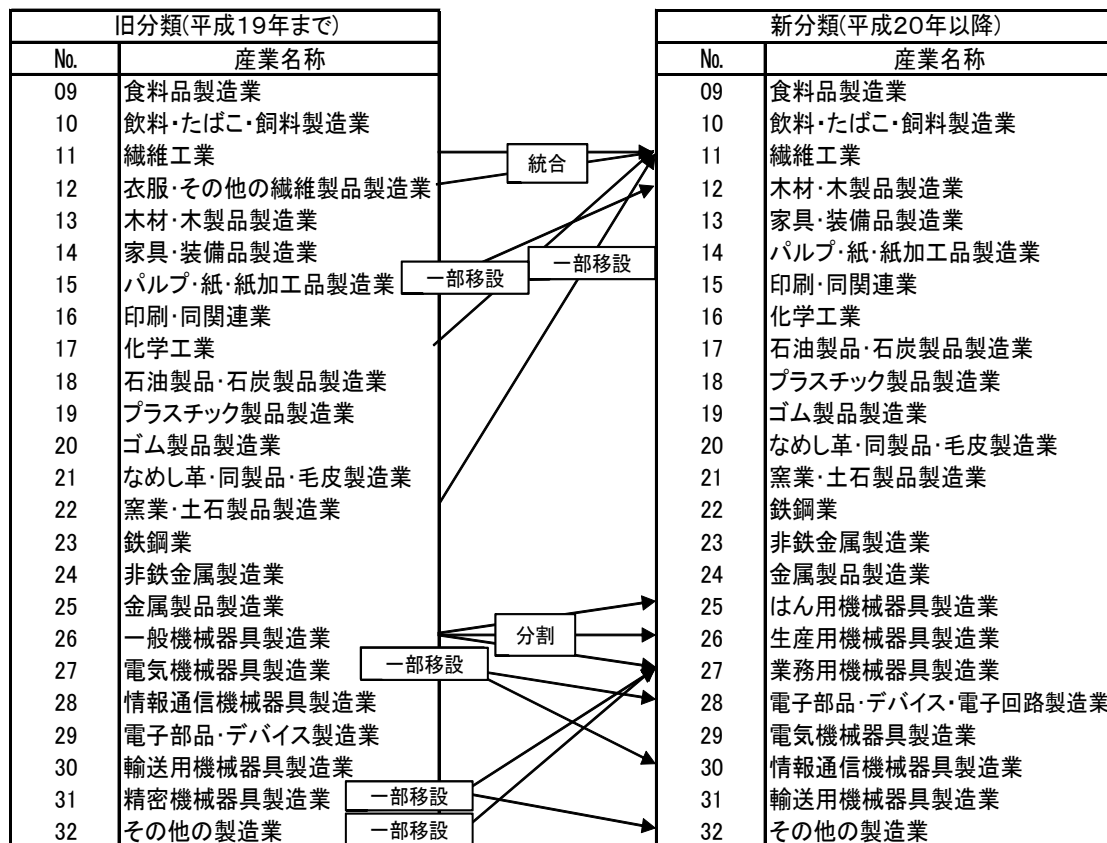 旧分類(平成19年まで)
No. 産業名称
09 食料品製造業
10 飲料・たばこ・飼料製造業
11 繊維工業
12 衣服・その他の繊維製品製造業
13 木材・木製品製造業
14 家具・装備品製造業
15 パルプ・紙・紙加工品製造業
16 印刷・同関連業
17 化学工業
18 石油製品・石炭製品製造業
19 プラスチック製品製造業
20 ゴム製品製造業
21 なめし革・同製品・毛皮製造業
22 窯業・土石製品製造業
23 鉄鋼業
24 非鉄金属製造業
25 金属製品製造業
26 一般機械器具製造業
27 電気機械器具製造業
28 情報通信機械器具製造業
29 電子部品・デバイス製造業
30 輸送用機械器具製造業
31 精密機械器具製造業
32 その他の製造業
統合
一部移設
一部移設
分割
一部移設
一部移設
一部移設
新分類(平成20年以降)
No. 産業名称
09 食料品製造業
10 飲料・たばこ・飼料製造業
11 繊維工業
12 木材・木製品製造業
13 家具・装備品製造業
14 パルプ・紙・紙加工品製造業
15 印刷・同関連業
16 化学工業
17 石油製品・石炭製品製造業
18 プラスチック製品製造業
19 ゴム製品製造業
20 なめし革・同製品・毛皮製造業
21 窯業・土石製品製造業
22 鉄鋼業
23 非鉄金属製造業
24 金属製品製造業
25 はん用機械器具製造業
26 生産用機械器具製造業
27 業務用機械器具製造業
28 電子部品・デバイス・電子回路製造業
29 電気機械器具製造業
30 情報通信機械器具製造業
31 輸送用機械器具製造業
32 その他の製造業